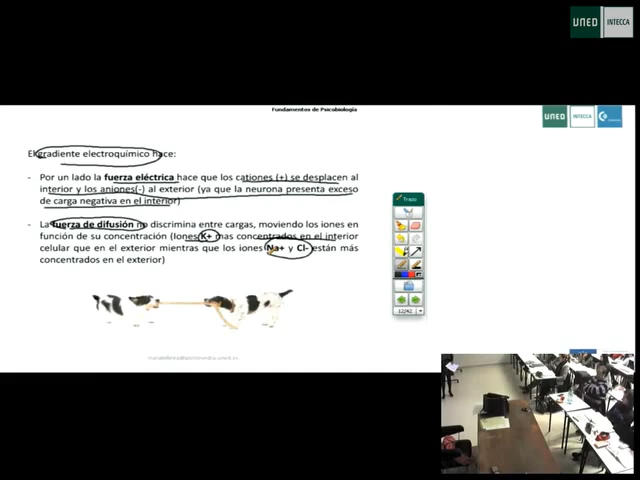 UNED INTECCA
Fundamentos de Psicobiología
UNED INTECCA
El gradiente electroquímico hace:
- Por un lado la fuerza eléctrica hace que los cationes (+) se desplacen al
interior y los aniones(-) al exterior (ya que la neurona presenta exceso
de carga negativa en el interior)
- La fuerza de difusión no discrimina entre cargas, moviendo los iones en
función de su concentración (Iones K+ mas concentrados en el interior
celular que en el exterior mientras que los iones Na+ y Cl- están más
concentrados en el exterior)
Trazo
12/42